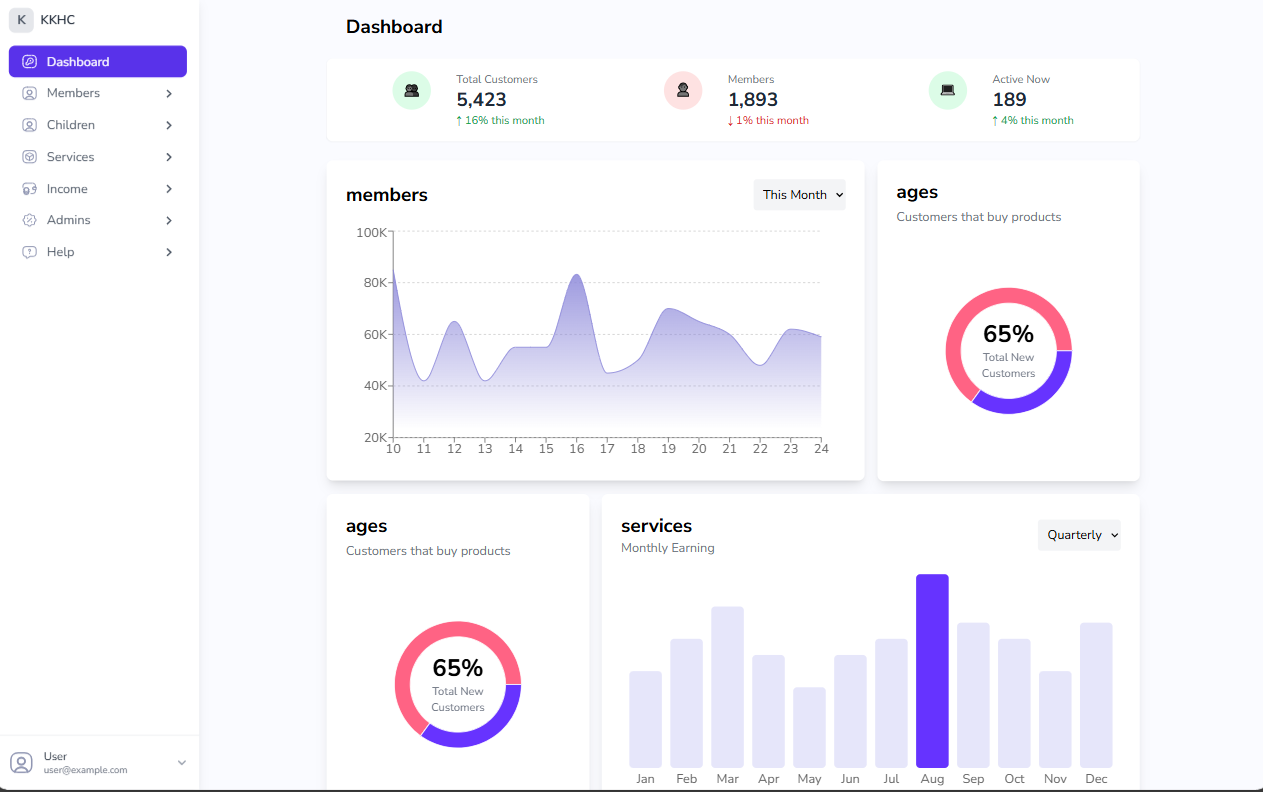 K KKHC
Dashboard
Members
Children
Services
Income
Admins
Help
User
user@example.com
Dashboard
Total Customers
5,423
↑ 16% this month
Members
1,893
↓ 1% this month
Active Now
189
↑ 4% this month
members
This Month
100K
80K
60K
40K
20K
10 11 12 13 14 15 16 17 18 19 20 21 22 23 24
ages
Customers that buy products
65%
Total New
Customers
ages
Customers that buy products
65%
Total New
Customers
services
Monthly Earning
Quarterly
Jan Feb Mar Apr May Jun Jul Aug Sep Oct Nov Dec